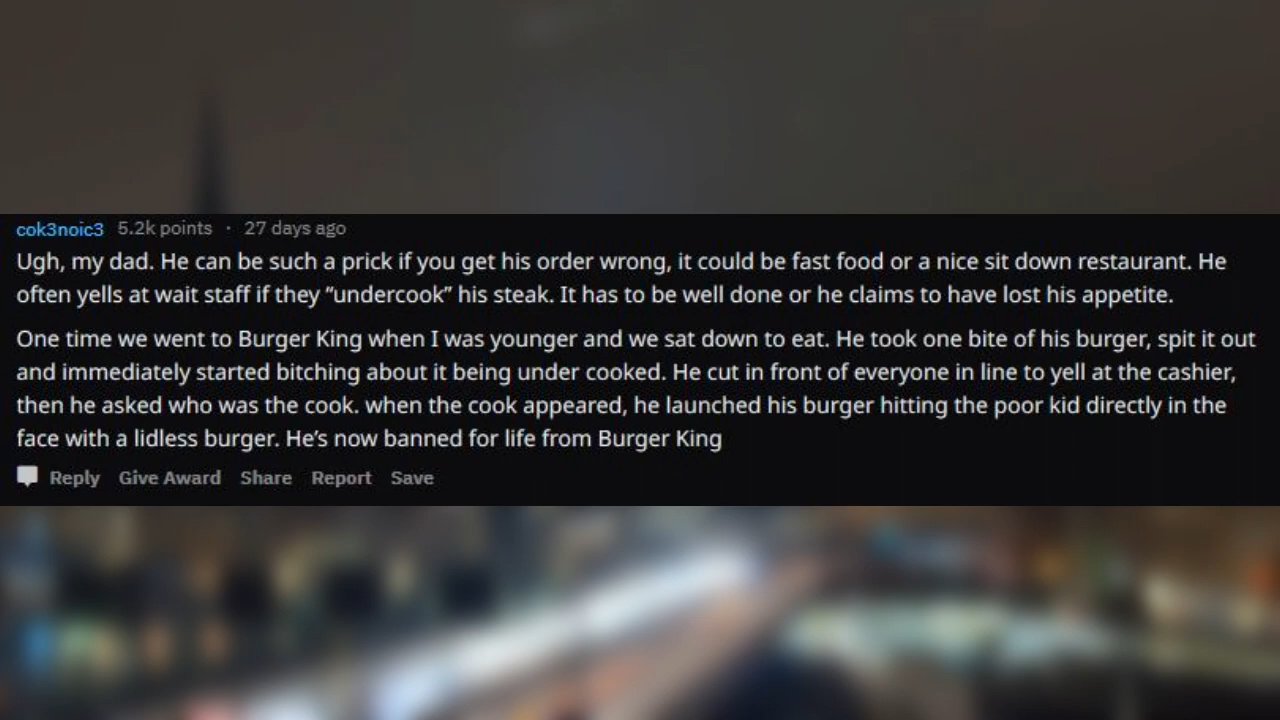 cok3noic3 5.2k points · 27 days ago
Ugh, my dad. He can be such a prick if you get his order wrong, it could be fast food or a nice sit down restaurant. He
often yells at wait staff if they “undercook” his steak. It has to be well done or he claims to have lost his appetite.
One time we went to Burger King when I was younger and we sat down to eat. He took one bite of his burger, spit it out
and immediately started bitching about it being under cooked. He cut in front of everyone in line to yell at the cashier,
then he asked who was the cook. when the cook appeared, he launched his burger hitting the poor kid directly in the
face with a lidless burger. He’s now banned for life from Burger King
Reply Give Award Share Report Save